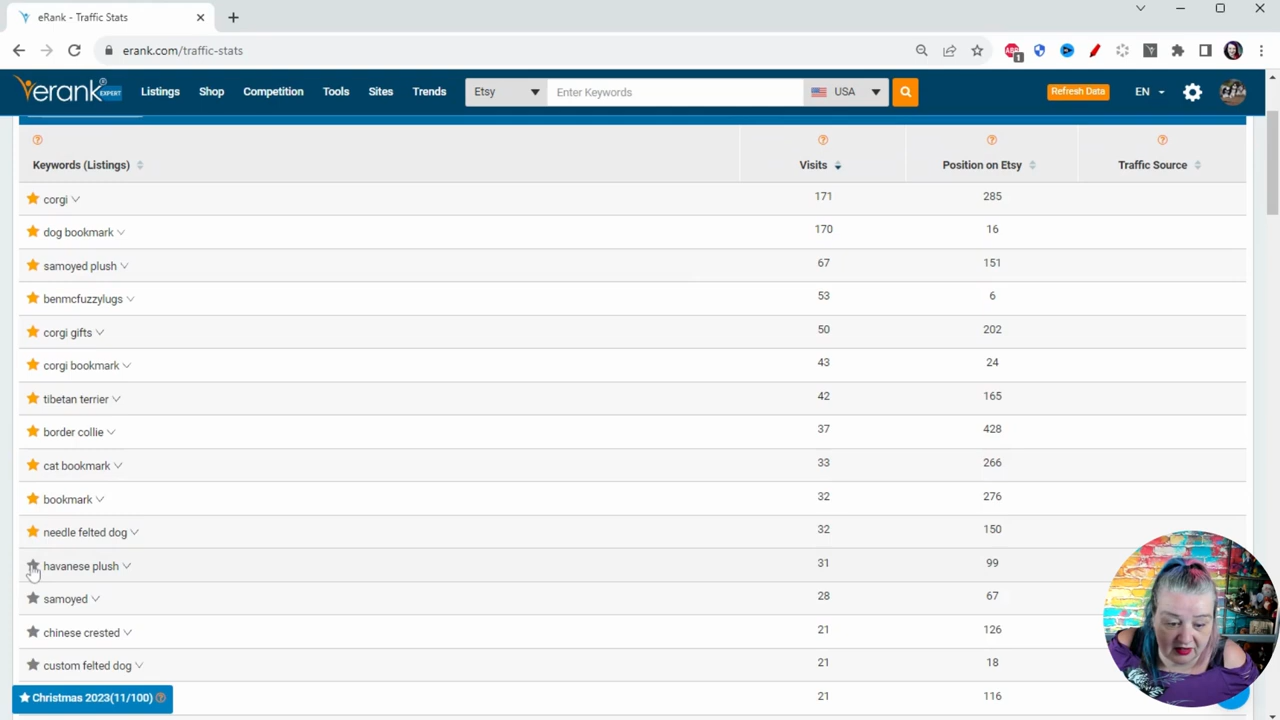 eRank - Traffic Stats
erank.com/traffic-stats
1
erank® EXPERT Listings Shop Competition Tools Sites Trends Etsy Enter Keywords USA Refresh Data EN
Keywords (Listings) Visits Position on Etsy Traffic Source
corgi 171 285
dog bookmark 170 16
samoyed plush 67 151
benmcfuzzylugs 53 6
corgi gifts 50 202
corgi bookmark 43 24
tibetan terrier 42 165
border collie 37 428
cat bookmark 33 266
bookmark 32 276
needle felted dog 32 150
havanese plush 31 99
samoyed 28 67
chinese crested 21 126
custom felted dog 21 18
Christmas 2023(11/100) 21 116